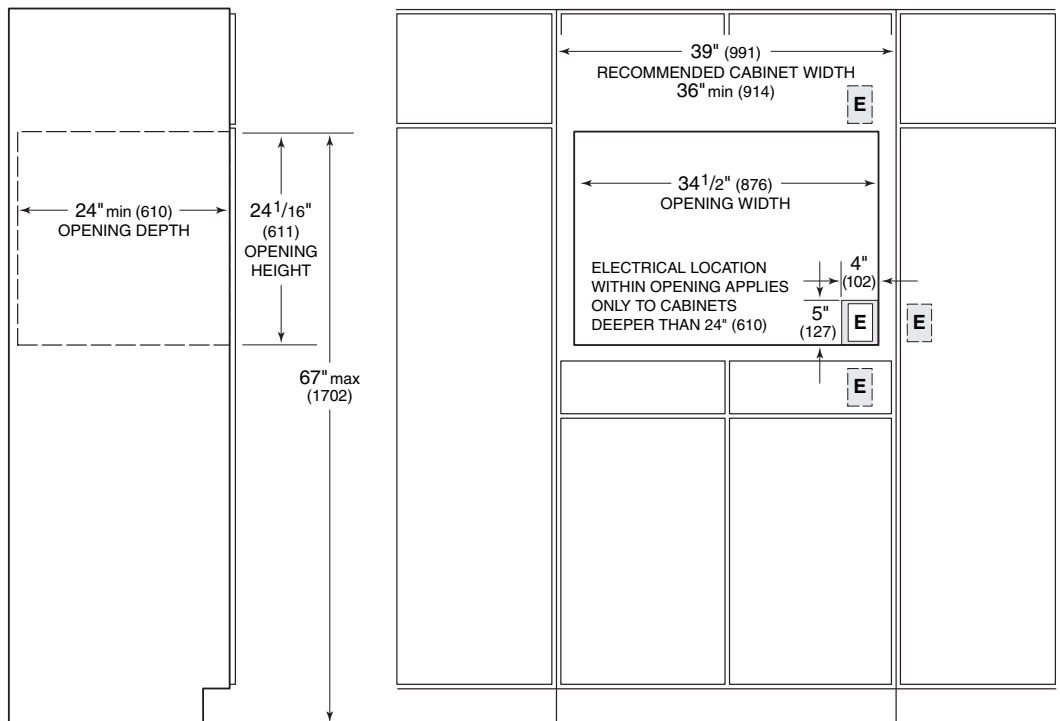 24" min (610)
OPENING DEPTH
24 1/16"
(611)
OPENING
HEIGHT
67" max
(1702)
39" (991)
RECOMMENDED CABINET WIDTH
36" min (914)
E
34 1/2" (876)
OPENING WIDTH
ELECTRICAL LOCATION
WITHIN OPENING APPLIES
ONLY TO CABINETS
DEEPER THAN 24" (610)
4"
(102)
5"
(127)
E
E
E